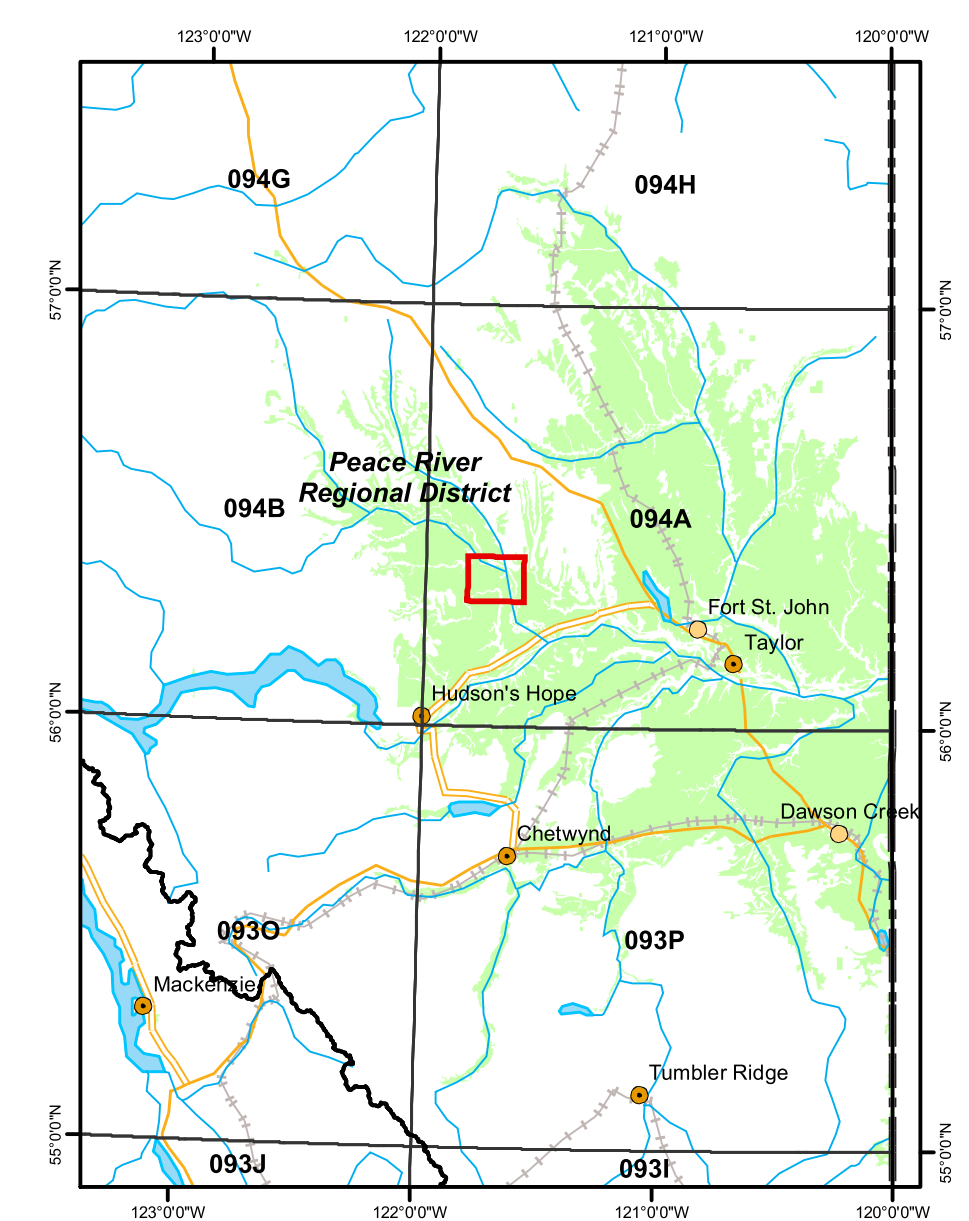 123°0'0"W
122°0'0"W
121°0'0"W
120°0'0"W
094G
094H
57°0'0"N
57°0'0"N
Peace River
Regional District
094B
094A
Fort St. John
Taylor
Hudson's Hope
56°0'0"N
56°0'0"N
Dawson Creek
Chetwynd
093O
093P
Mackenzie
Tumbler Ridge
55°0'0"N
55°0'0"N
093J
093I
123°0'0"W
122°0'0"W
121°0'0"W
120°0'0"W